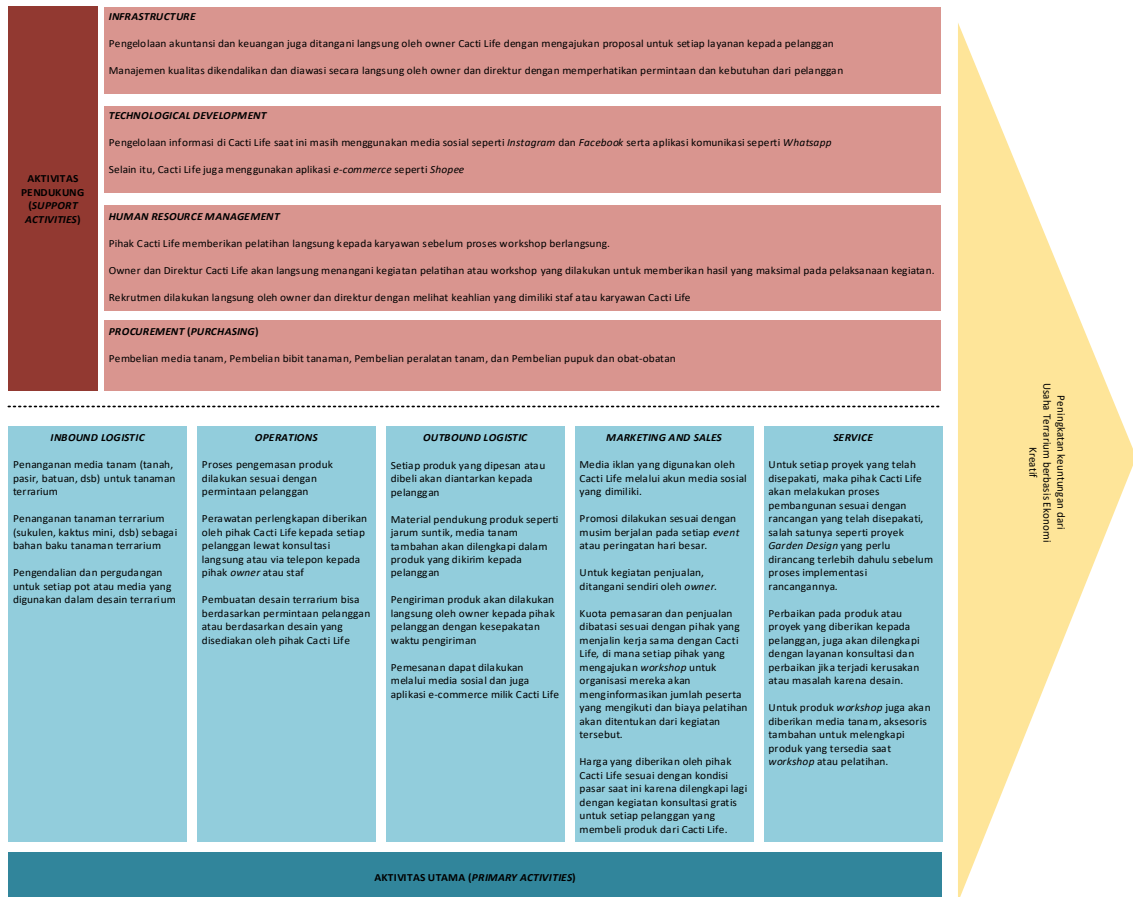 INFRASTRUCTURE
Pengelolaan akuntansi dan keuangan juga ditangani langsung oleh owner Cacti Life dengan mengajukan proposal untuk setiap layanan kepada pelanggan
Manajemen kualitas dikendalikan dan diawasi secara langsung oleh owner dan direktur dengan memperhatikan permintaan dan kebutuhan dari pelanggan
AKTIVITAS
PENDUKUNG
(SUPPORT
ACTIVITIES)
TECHNOLOGICAL DEVELOPMENT
Pengelolaan informasi di Cacti Life saat ini masih menggunakan media sosial seperti Instagram dan Facebook serta aplikasi komunikasi seperti Whatsapp
Selain itu, Cacti Life juga menggunakan aplikasi e-commerce seperti Shopee
HUMAN RESOURCE MANAGEMENT
Pihak Cacti Life memberikan pelatihan langsung kepada karyawan sebelum proses workshop berlangsung.
Owner dan Direktur Cacti Life akan langsung menangani kegiatan pelatihan atau workshop yang dilakukan untuk memberikan hasil yang maksimal pada pelaksanaan kegiatan.
Rekrutmen dilakukan langsung oleh owner dan direktur dengan melihat keahlian yang dimiliki staf atau karyawan Cacti Life
PROCUREMENT (PURCHASING)
Pembelian media tanam, Pembelian bibit tanaman, Pembelian peralatan tanam, dan Pembelian pupuk dan obat-obatan
INBOUND LOGISTIC
Penanganan media tanam (tanah,
pasir, batuan, dsb) untuk tanaman
terrarium
Penanganan tanaman terrarium
(sukulen, kaktus mini, dsb) sebagai
bahan baku tanaman terrarium
Pengendalian dan pergudangan
untuk setiap pot atau media yang
digunakan dalam desain terrarium
OPERATIONS
Proses pengemasan produk
dilakukan sesuai dengan
permintaan pelanggan
Perawatan perlengkapan diberikan
oleh pihak Cacti Life kepada setiap
pelanggan lewat konsultasi
langsung atau via telepon kepada
pihak owner atau staf
Pembuatan desain terrarium bisa
berdasarkan permintaan pelanggan
atau berdasarkan desain yang
disediakan oleh pihak Cacti Life
OUTBOUND LOGISTIC
Setiap produk yang dipesan atau
dibeli akan diantarkan kepada
pelanggan
Material pendukung produk seperti
jarum suntik, media tanam
tambahan akan dilengkapi dalam
produk yang dikirim kepada
pelanggan
Pengiriman produk akan dilakukan
langsung oleh owner kepada pihak
pelanggan dengan kesepakatan
waktu pengiriman
Pemesanan dapat dilakukan
melalui media sosial dan juga
aplikasi e-commerce milik Cacti Life
MARKETING AND SALES
Media iklan yang digunakan oleh
Cacti Life melalui akun media sosial
yang dimiliki.
Promosi dilakukan sesuai dengan
musim berjalan pada setiap event
atau peringatan hari besar.
Untuk kegiatan penjualan,
ditangani sendiri oleh owner.
Kuota pemasaran dan penjualan
dibatasi sesuai dengan pihak yang
menjalin kerja sama dengan Cacti
Life, di mana setiap pihak yang
mengajukan workshop untuk
organisasi mereka akan
menginformasikan jumlah peserta
yang mengikuti dan biaya pelatihan
akan ditentukan dari kegiatan
tersebut.
Harga yang diberikan oleh pihak
Cacti Life sesuai dengan kondisi
pasar saat ini karena dilengkapi lagi
dengan kegiatan konsultasi gratis
untuk setiap pelanggan yang
membeli produk dari Cacti Life.
SERVICE
Untuk setiap proyek yang telah
disepakati, maka pihak Cacti Life
akan melakukan proses
pembangunan sesuai dengan
rancangan yang telah disepakati,
salah satunya seperti proyek
Garden Design yang perlu
dirancang terlebih dahulu sebelum
proses implementasi
rancangannya.
Perbaikan pada produk atau
proyek yang diberikan kepada
pelanggan, juga akan dilengkapi
dengan layanan konsultasi dan
perbaikan jika terjadi kerusakan
atau masalah karena desain.
Untuk produk workshop juga akan
diberikan media tanam, aksesoris
tambahan untuk melengkapi
produk yang tersedia saat
workshop atau pelatihan.
AKTIVITAS UTAMA (PRIMARY ACTIVITIES)
Peningkatan keuntungan dari
Usaha Terrarium berbasis Ekonomi
Kreatif